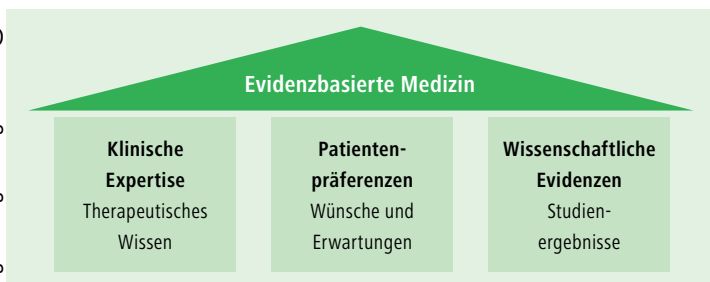 Evidenzbasierte Medizin
Klinische
Expertise
Therapeutisches
Wissen
Patienten-
präferenzen
Wünsche und
Erwartungen
Wissenschaftliche
Evidenzen
Studien-
ergebnisse